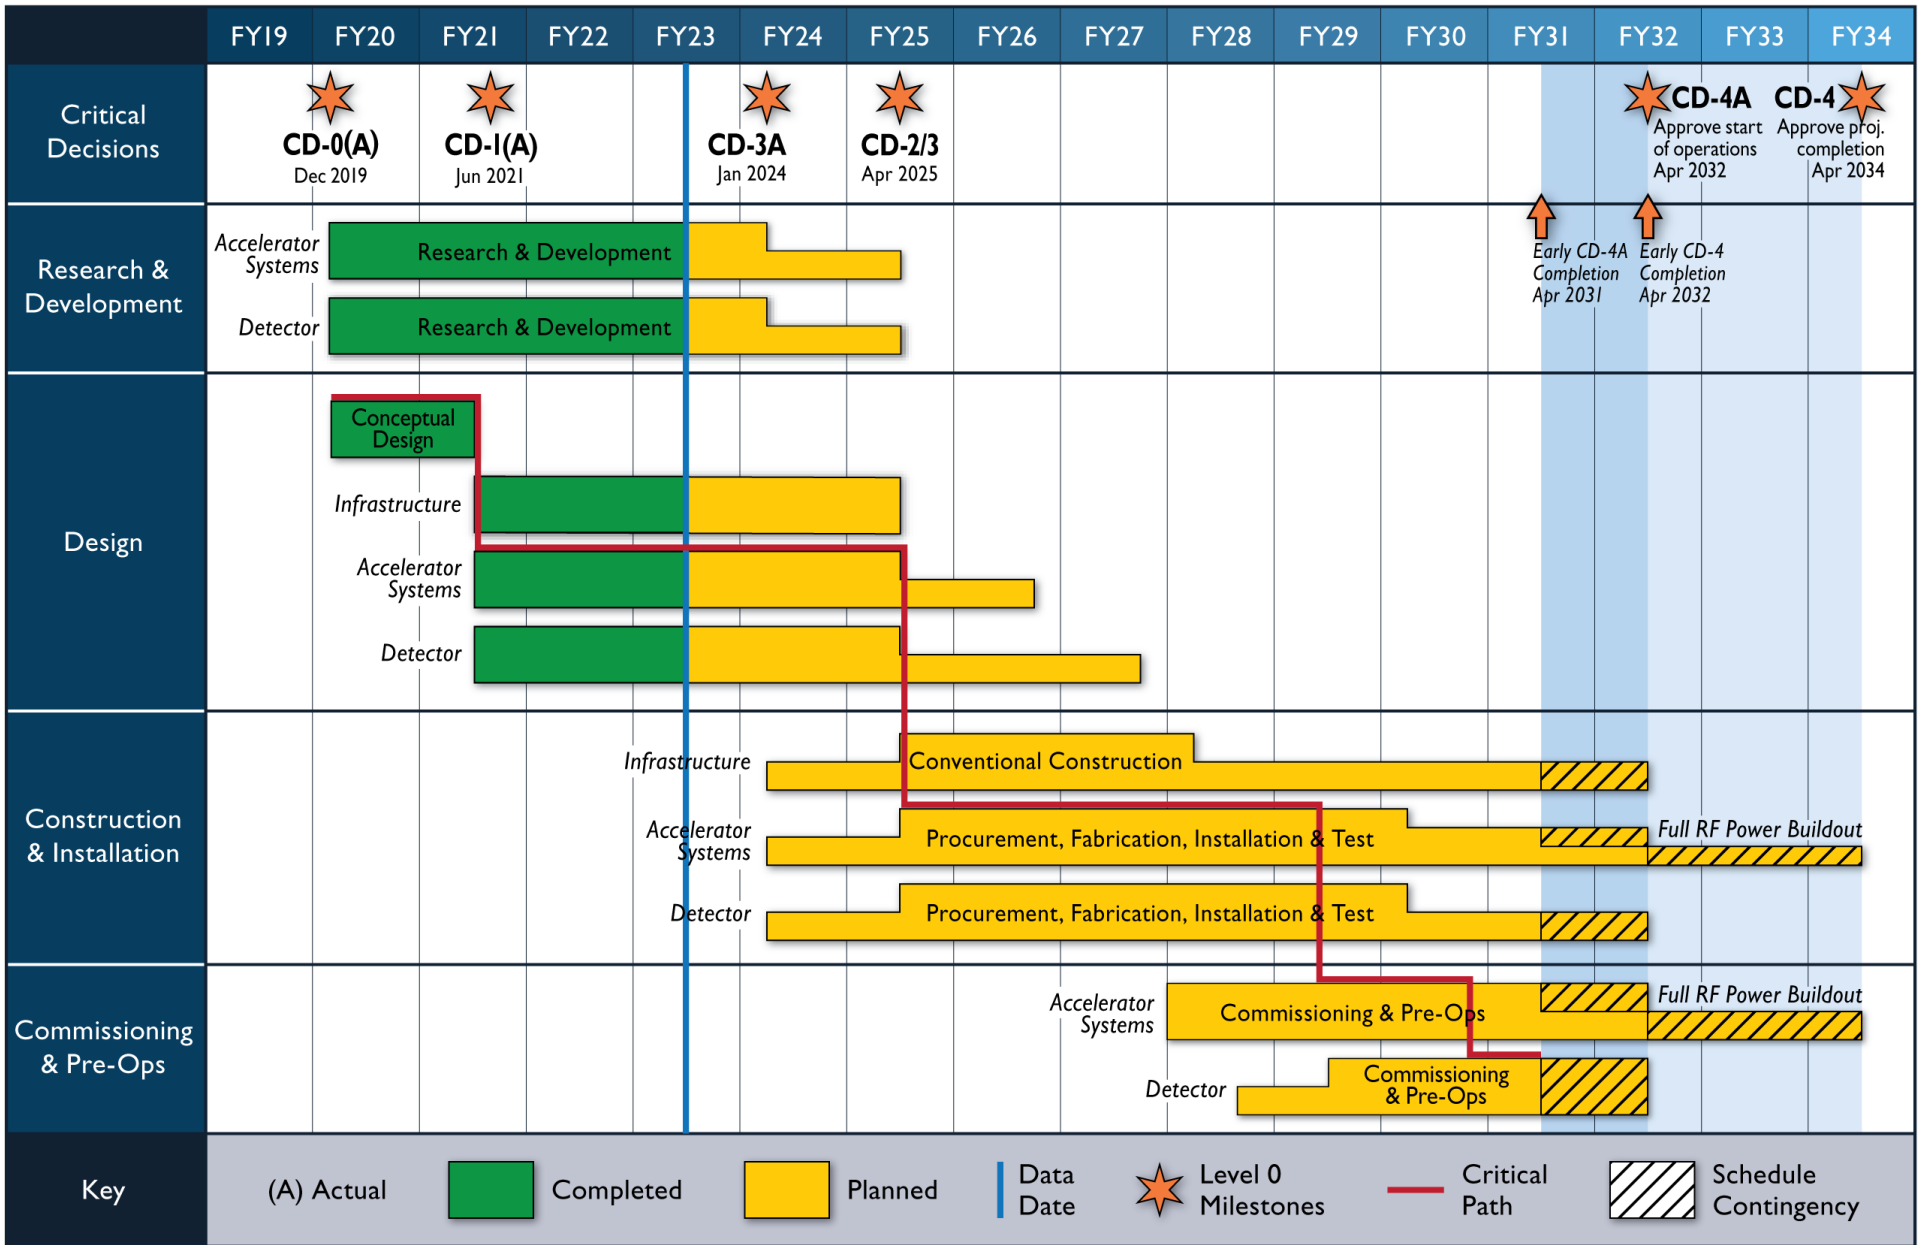 FY19 FY20 FY21 FY22 FY23 FY24 FY25 FY26 FY27 FY28 FY29 FY30 FY31 FY32 FY33 FY34
Critical
Decisions
CD-0(A)
Dec 2019
CD-1(A)
Jun 2021
CD-3A
Jan 2024
CD-2/3
Apr 2025
CD-4A
Approve start
of operations
Apr 2032
CD-4
Approve proj.
completion
Apr 2034
Research &
Development
Accelerator
Systems
Research & Development
Detector
Research & Development
Early CD-4A
Completion
Apr 2031
Early CD-4
Completion
Apr 2032
Design
Conceptual
Design
Infrastructure
Accelerator
Systems
Detector
Construction
& Installation
Infrastructure
Conventional Construction
Accelerator
Systems
Procurement, Fabrication, Installation & Test
Full RF Power Buildout
Detector
Procurement, Fabrication, Installation & Test
Commissioning
& Pre-Ops
Accelerator
Systems
Commissioning & Pre-Ops
Full RF Power Buildout
Detector
Commissioning
& Pre-Ops
Key
(A) Actual
Completed
Planned
Data
Date
Level 0
Milestones
Critical
Path
Schedule
Contingency